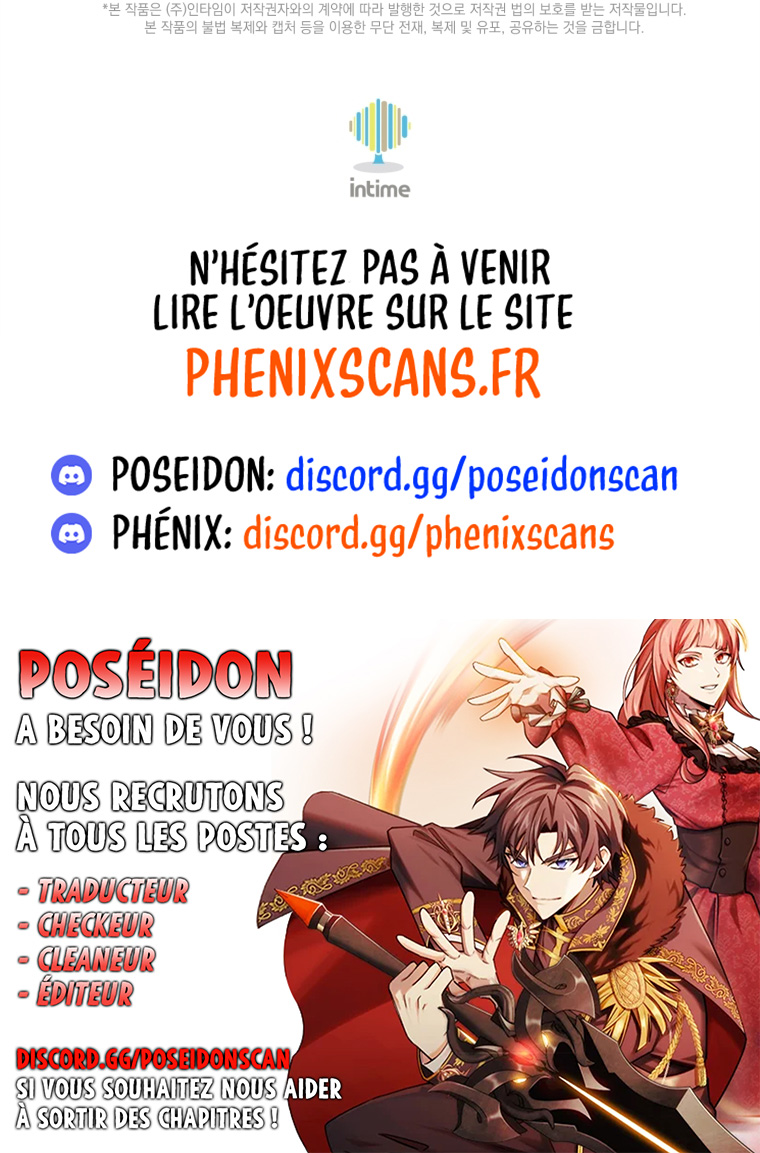 *본 작품은 (주)인타임이 저작권자와의 계약에 따라 발행한 것으로 저작권 법의 보호를 받는 저작물입니다.
본 작품의 불법 복제와 캡처 등을 이용한 무단 전재, 복제 및 유포, 공유하는 것을 금합니다.
intime
N'HÉSITEZ PAS À VENIR
LIRE L'OEUVRE SUR LE SITE
PHENIXSCANS.FR
POSEIDON: discord.gg/poseidonscan
PHÉNIX: discord.gg/phenixscans
POSÉIDON
A BESOIN DE VOUS !
NOUS RECRUTONS
À TOUS LES POSTES :
- TRADUCTEUR
- CHECKEUR
- CLEANEUR
- ÉDITEUR
DISCORD.GG/POSEIDONSCAN
SI VOUS SOUHAITEZ NOUS AIDER
À SORTIR DES CHAPITRES !